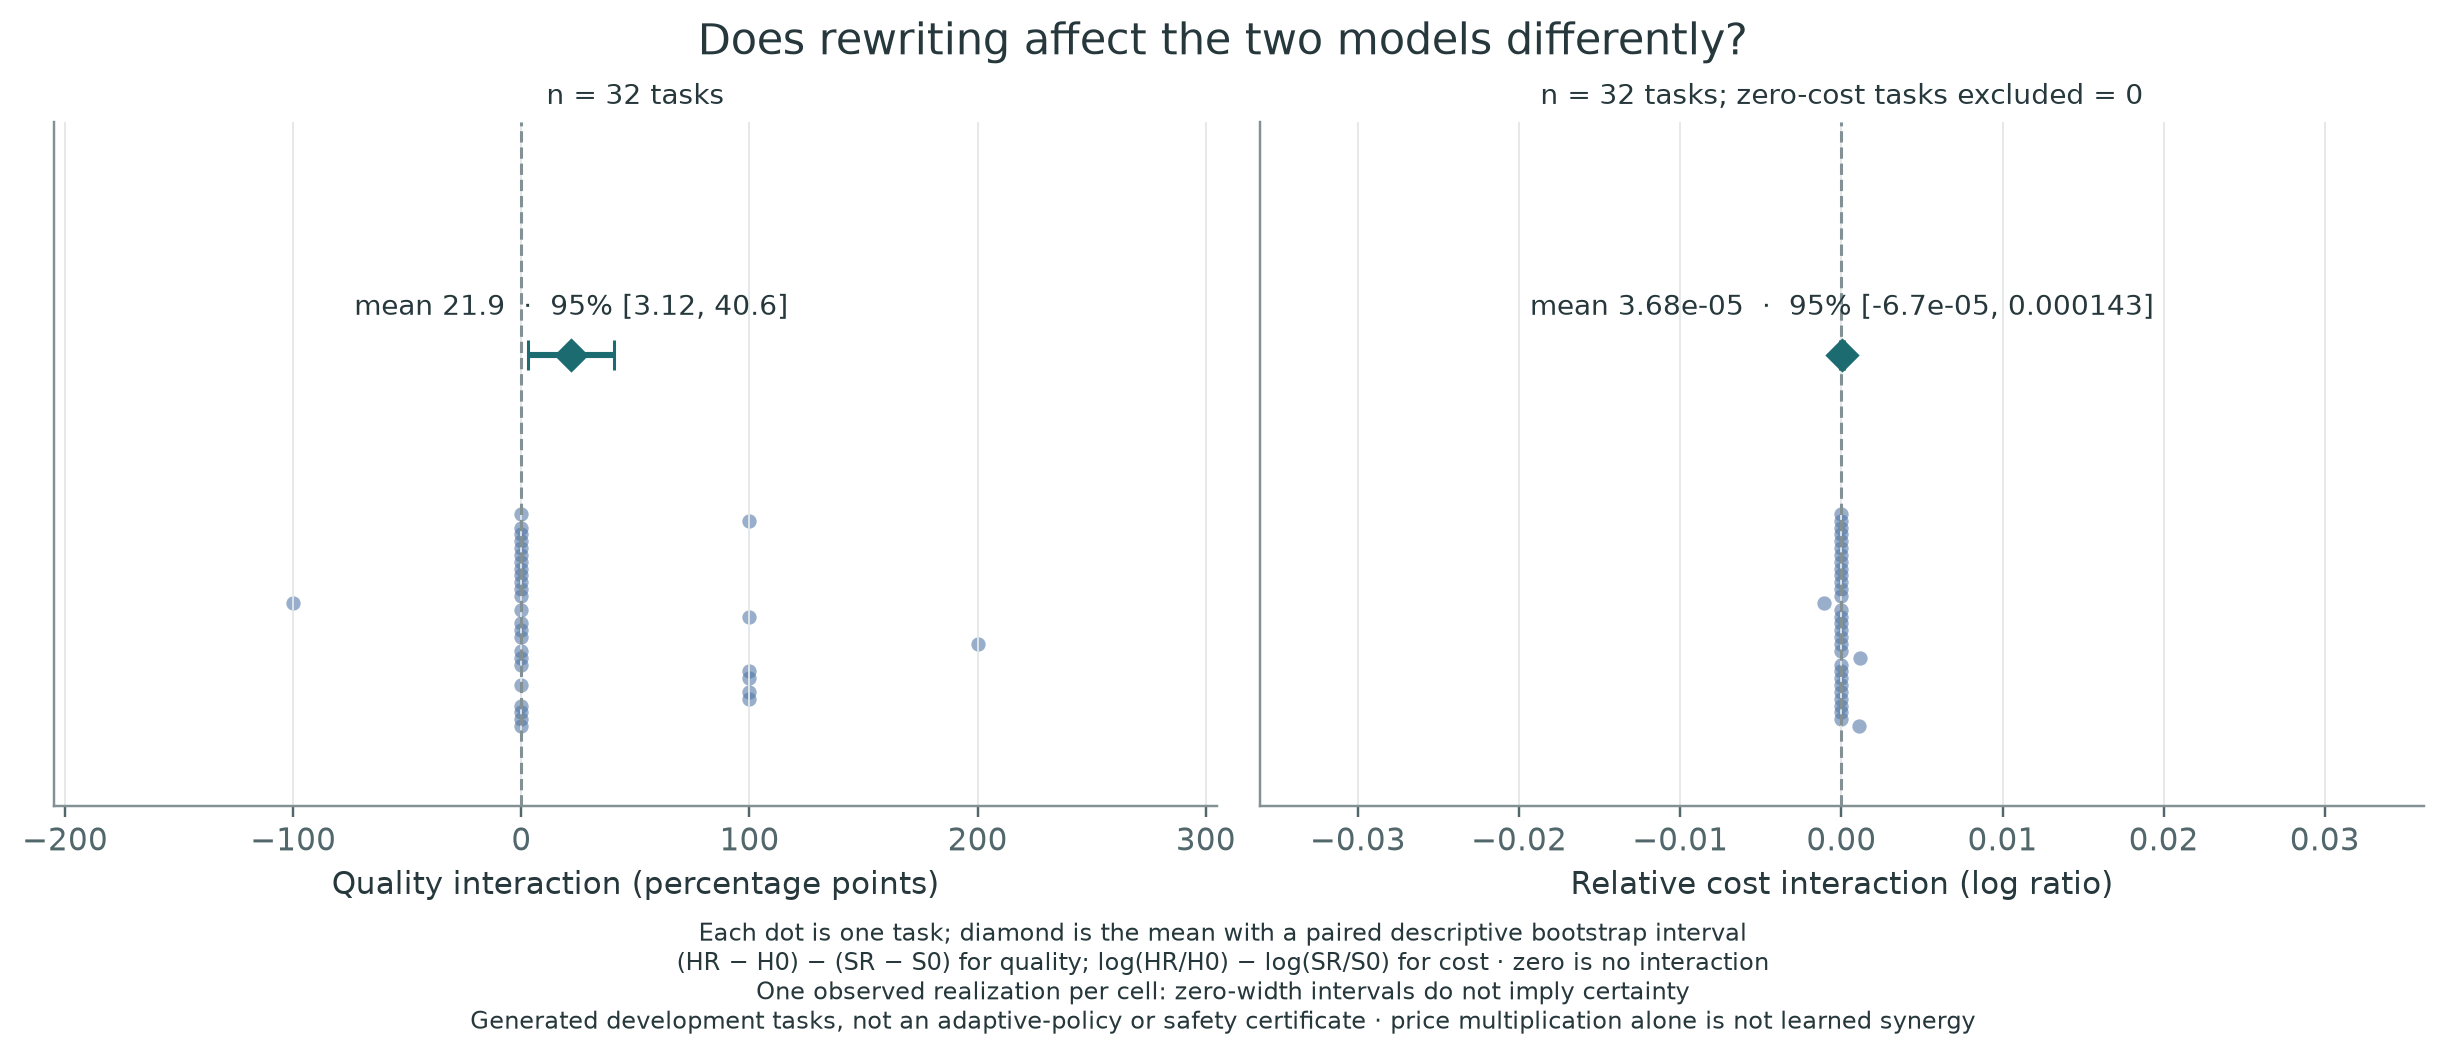 Does rewriting affect the two models differently?
n = 32 tasks
mean 21.9 · 95% [3.12, 40.6]
−200 −100 0 100 200 300
Quality interaction (percentage points)
n = 32 tasks; zero-cost tasks excluded = 0
mean 3.68e-05 · 95% [-6.7e-05, 0.000143]
−0.03 −0.02 −0.01 0.00 0.01 0.02 0.03
Relative cost interaction (log ratio)
Each dot is one task; diamond is the mean with a paired descriptive bootstrap interval
(HR − H0) − (SR − S0) for quality; log(HR/H0) − log(SR/S0) for cost · zero is no interaction
One observed realization per cell: zero-width intervals do not imply certainty
Generated development tasks, not an adaptive-policy or safety certificate · price multiplication alone is not learned synergy